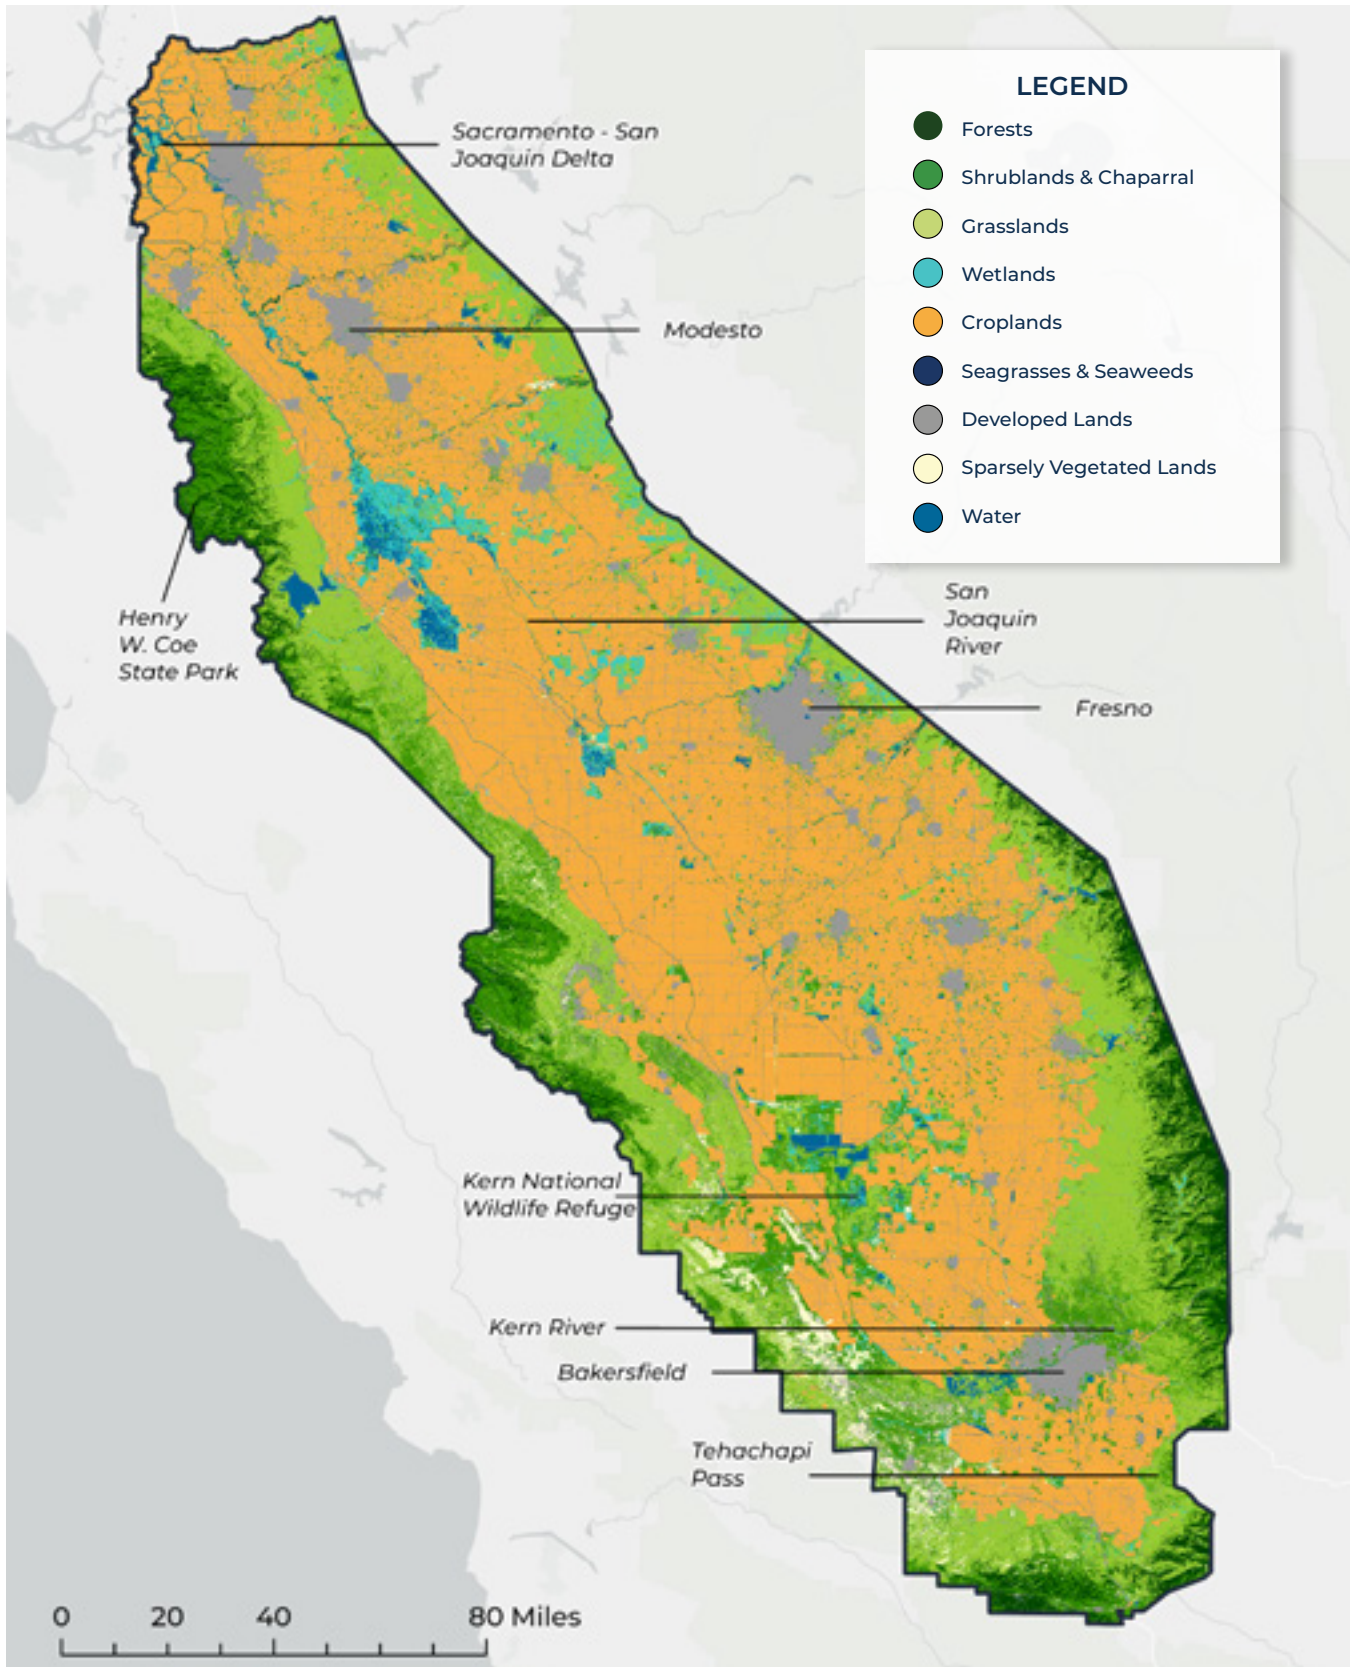 LEGEND
Forests
Shrublands & Chaparral
Grasslands
Wetlands
Croplands
Seagrasses & Seaweeds
Developed Lands
Sparsely Vegetated Lands
Water
Sacramento - San
Joaquin Delta
Modesto
San
Joaquin
River
Henry
W. Coe
State Park
Fresno
Kern National
Wildlife Refuge
Kern River
Bakersfield
Tehachapi
Pass
0 20 40 80 Miles